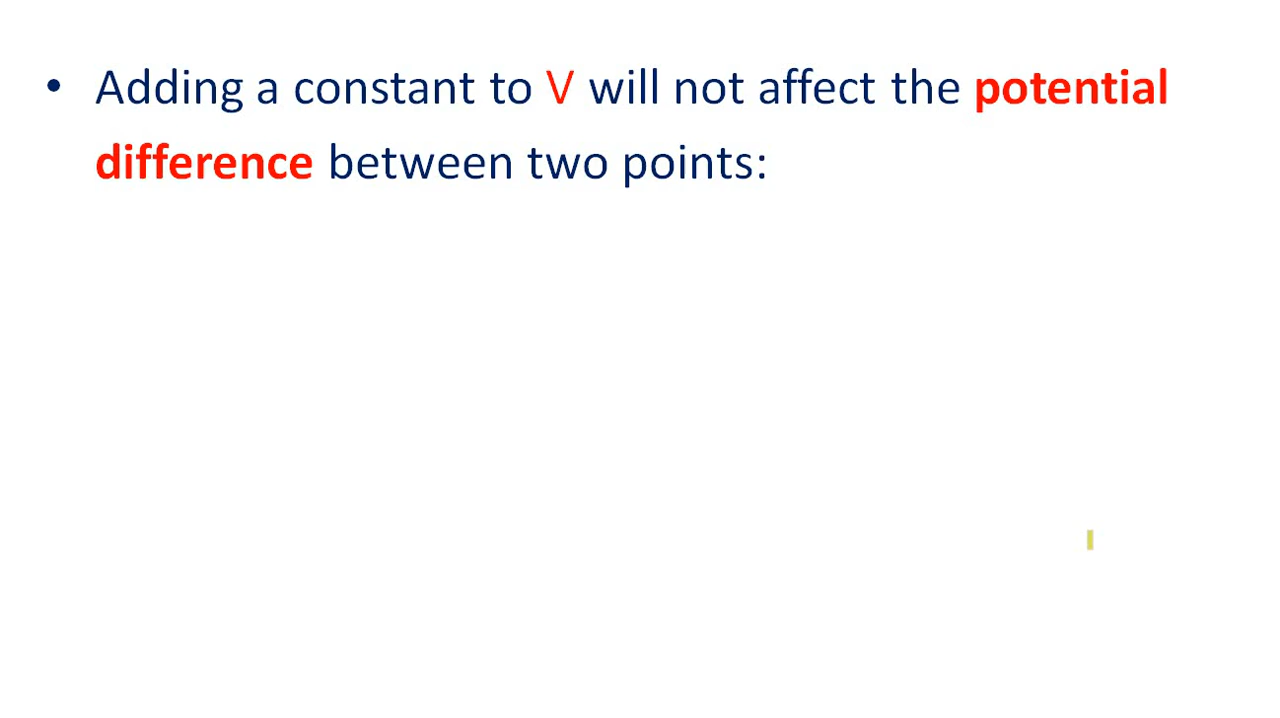 • Adding a constant to V will not affect the potential
difference between two points: